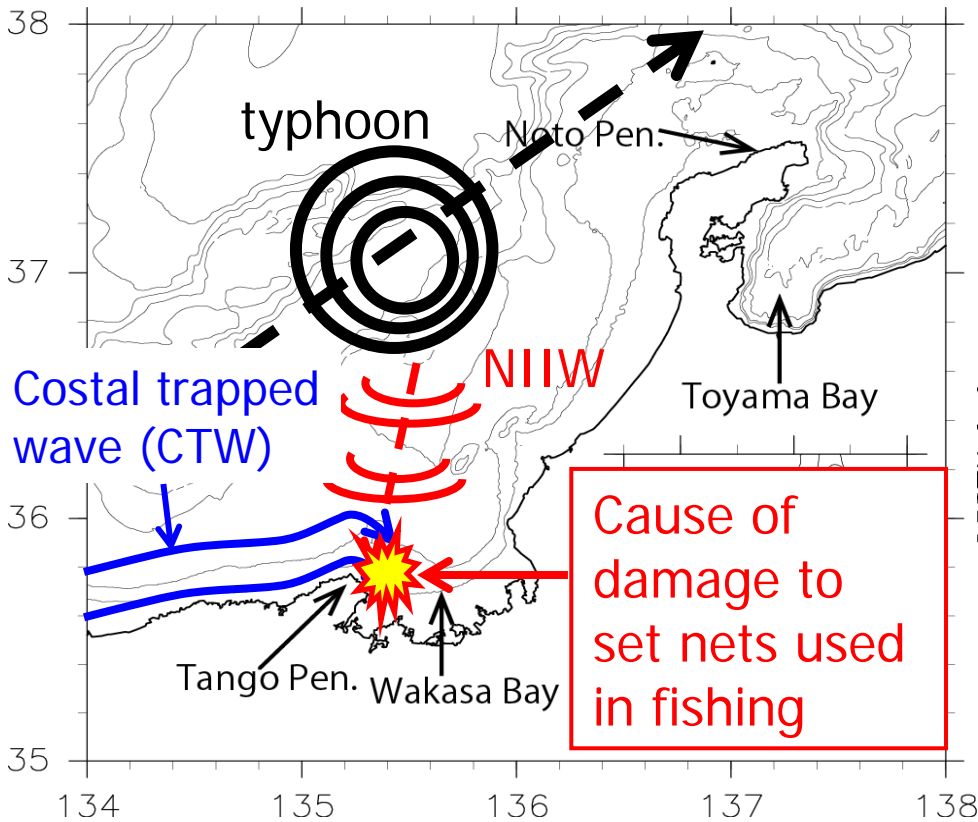 38
typhoon
Noto Pen.
37
NIIW
Costal trapped
wave (CTW)
Toyama Bay
36
Cause of
damage to
set nets used
in fishing
Tango Pen.
Wakasa Bay
35
134
135
136
137
138